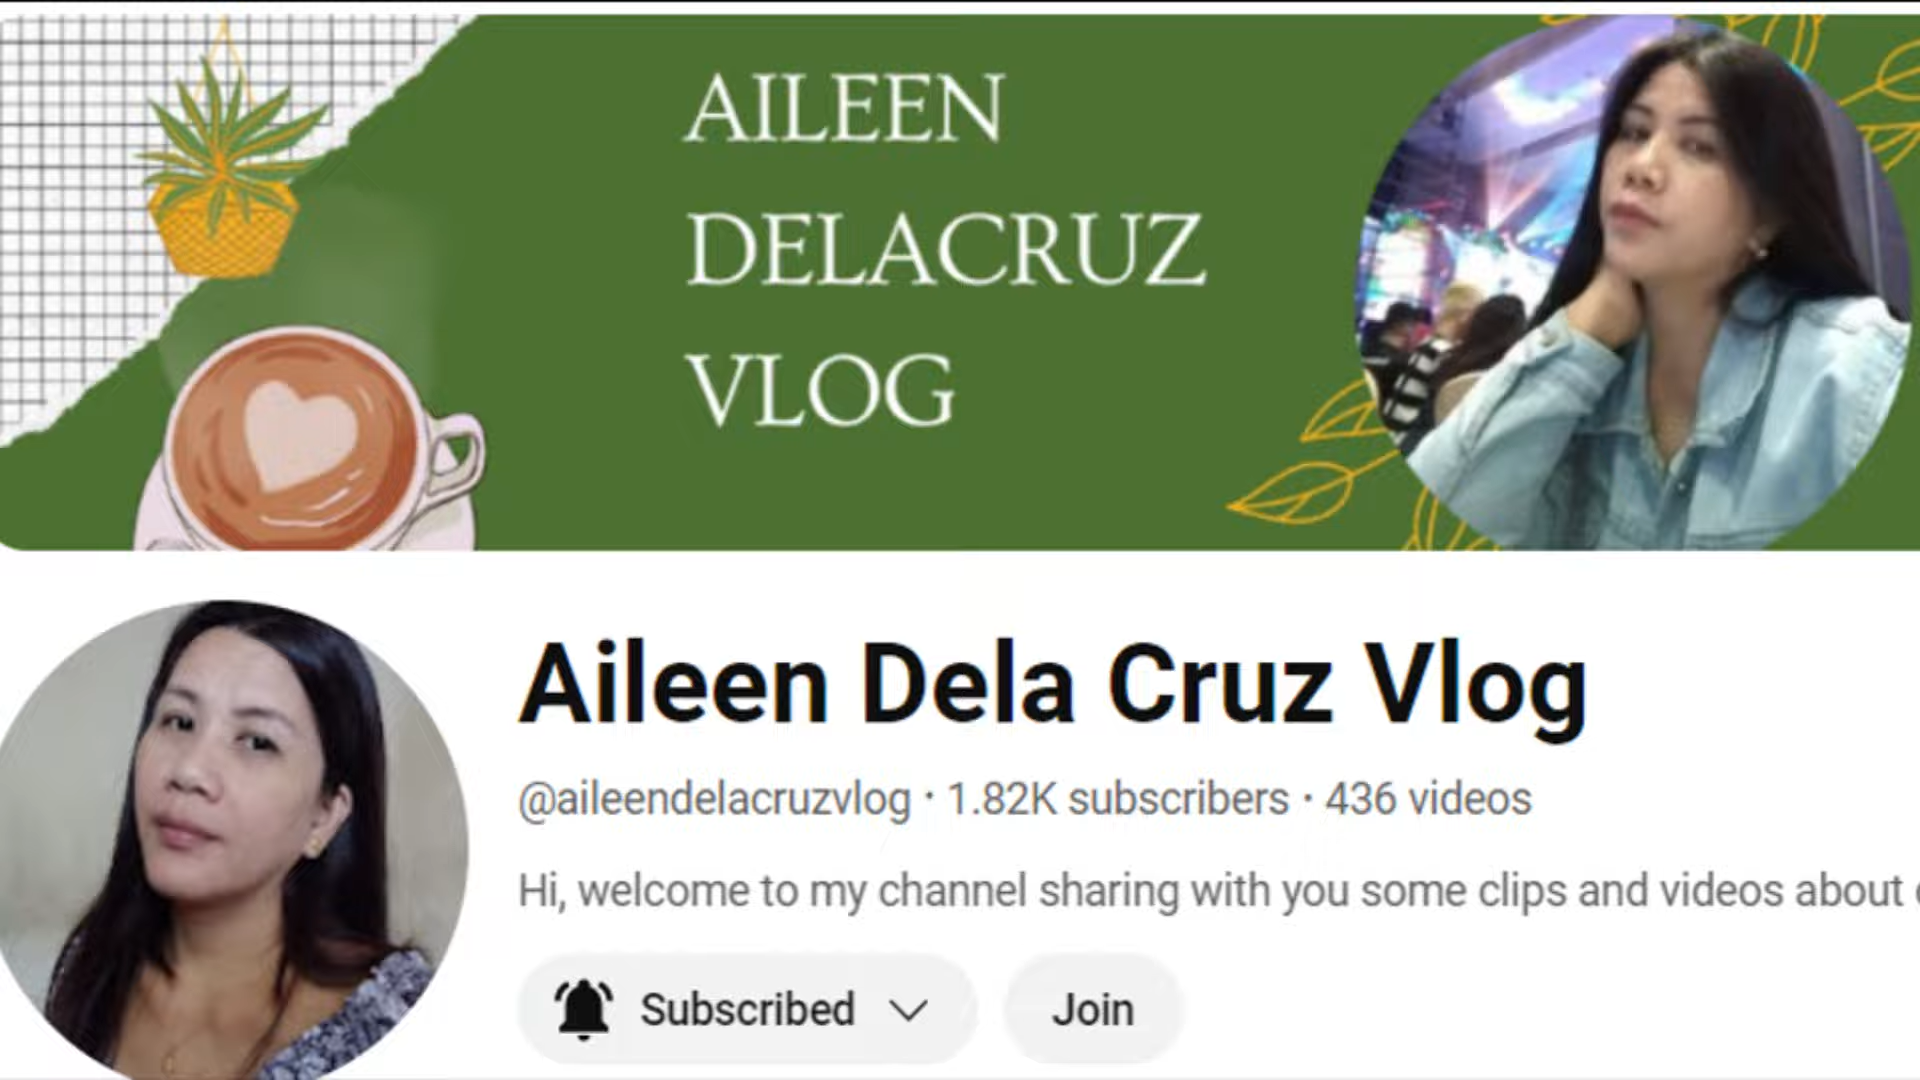 AILEEN
DELACRUZ
VLOG
Aileen Dela Cruz Vlog
@aileendelacruzvlog · 1.82K subscribers · 436 videos
Hi, welcome to my channel sharing with you some clips and videos about
Subscribed
Join